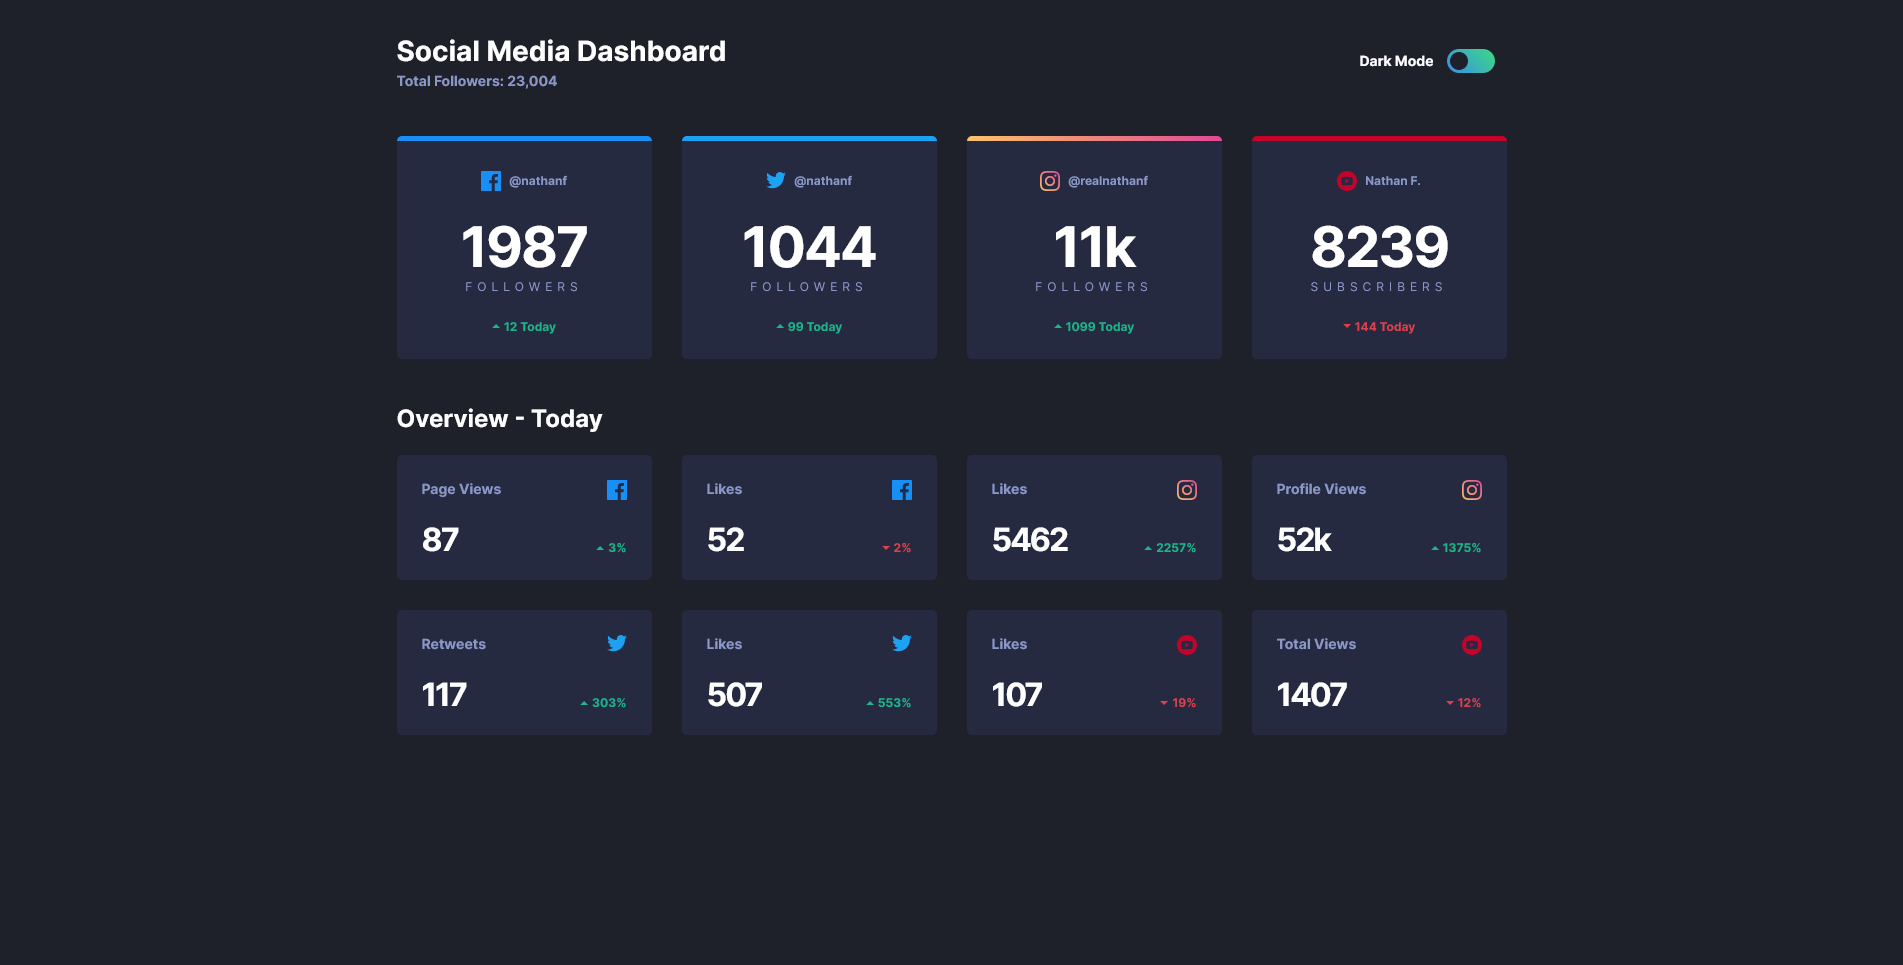 Social Media Dashboard
Total Followers: 23,004
Dark Mode
@nathanf
1987
FOLLOWERS
12 Today
@nathanf
1044
FOLLOWERS
99 Today
@realnathanf
11k
FOLLOWERS
1099 Today
Nathan F.
8239
SUBSCRIBERS
144 Today
Overview - Today
Page Views
87
3%
Likes
52
2%
Likes
5462
2257%
Profile Views
52k
1375%
Retweets
117
303%
Likes
507
553%
Likes
107
19%
Total Views
1407
12%